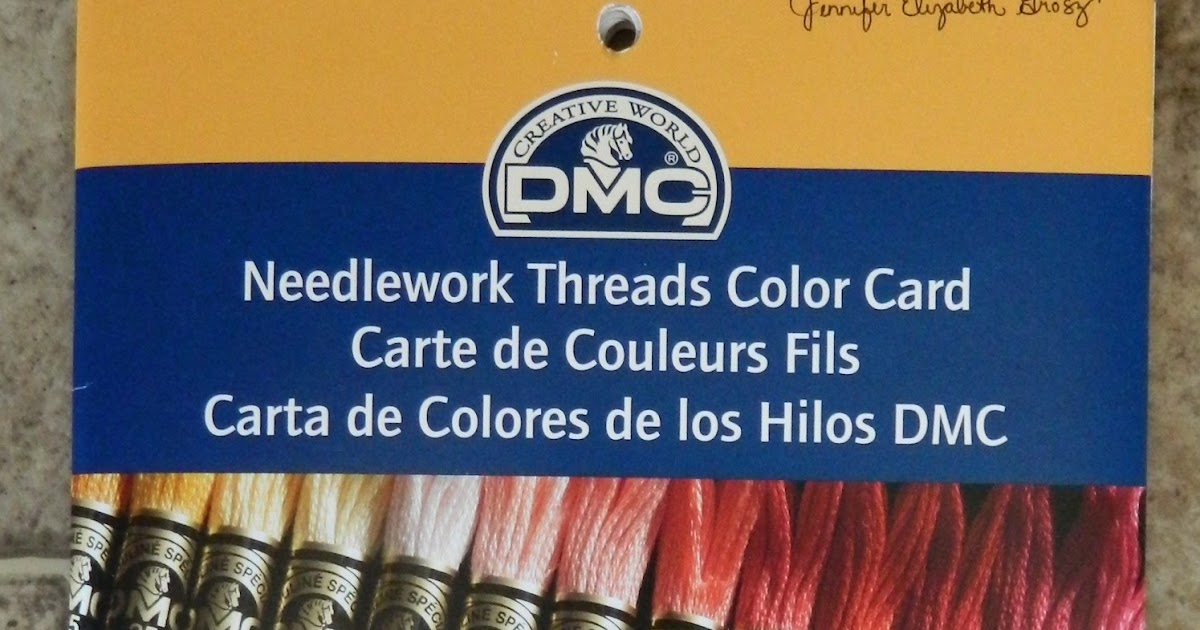 Jennifer Elizabeth Grosz
CREATIVE WORLD
®
DMC
Needlework Threads Color Card
Carte de Couleurs Fils
Carta de Colores de los Hilos DMC